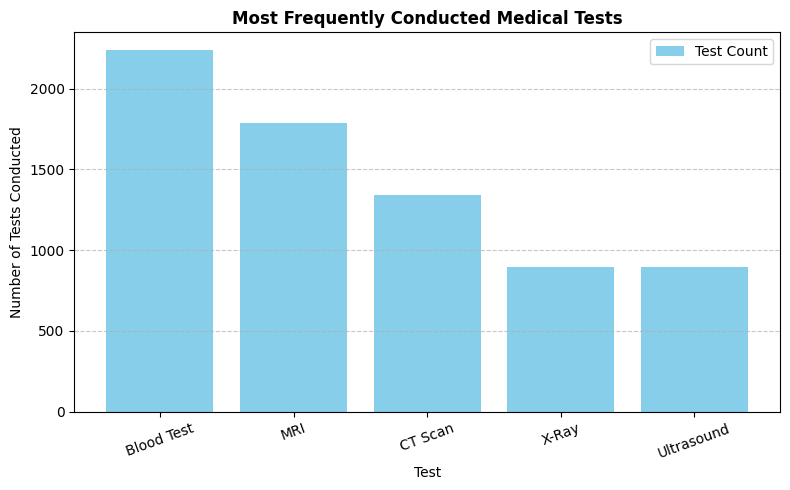 Most Frequently Conducted Medical Tests
Test Count
Number of Tests Conducted
2000
1500
1000
500
0
Blood Test
MRI
CT Scan
X-Ray
Ultrasound
Test